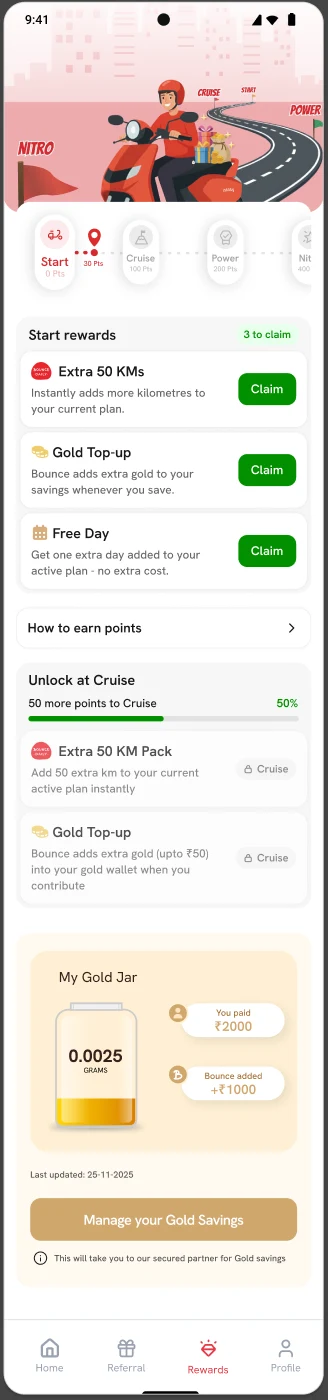 9:41
CRUISE
START
POWER
NITRO
Start
0 Pts
30 Pts
Cruise
100 Pts
Power
200 Pts
Nit
400
Start rewards
3 to claim
Extra 50 KMs
Instantly adds more kilometres to
your current plan.
Claim
Gold Top-up
Bounce adds extra gold to your
savings whenever you save.
Claim
Free Day
Get one extra day added to your
active plan - no extra cost.
Claim
How to earn points
Unlock at Cruise
50 more points to Cruise
50%
Extra 50 KM Pack
Add 50 extra km to your current
active plan instantly
Cruise
Gold Top-up
Bounce adds extra gold (upto ₹50)
into your gold wallet when you
contribute
Cruise
My Gold Jar
0.0025
GRAMS
You paid
₹2000
Bounce added
+₹1000
Last updated: 25-11-2025
Manage your Gold Savings
This will take you to our secured partner for Gold savings
Home
Referral
Rewards
Profile